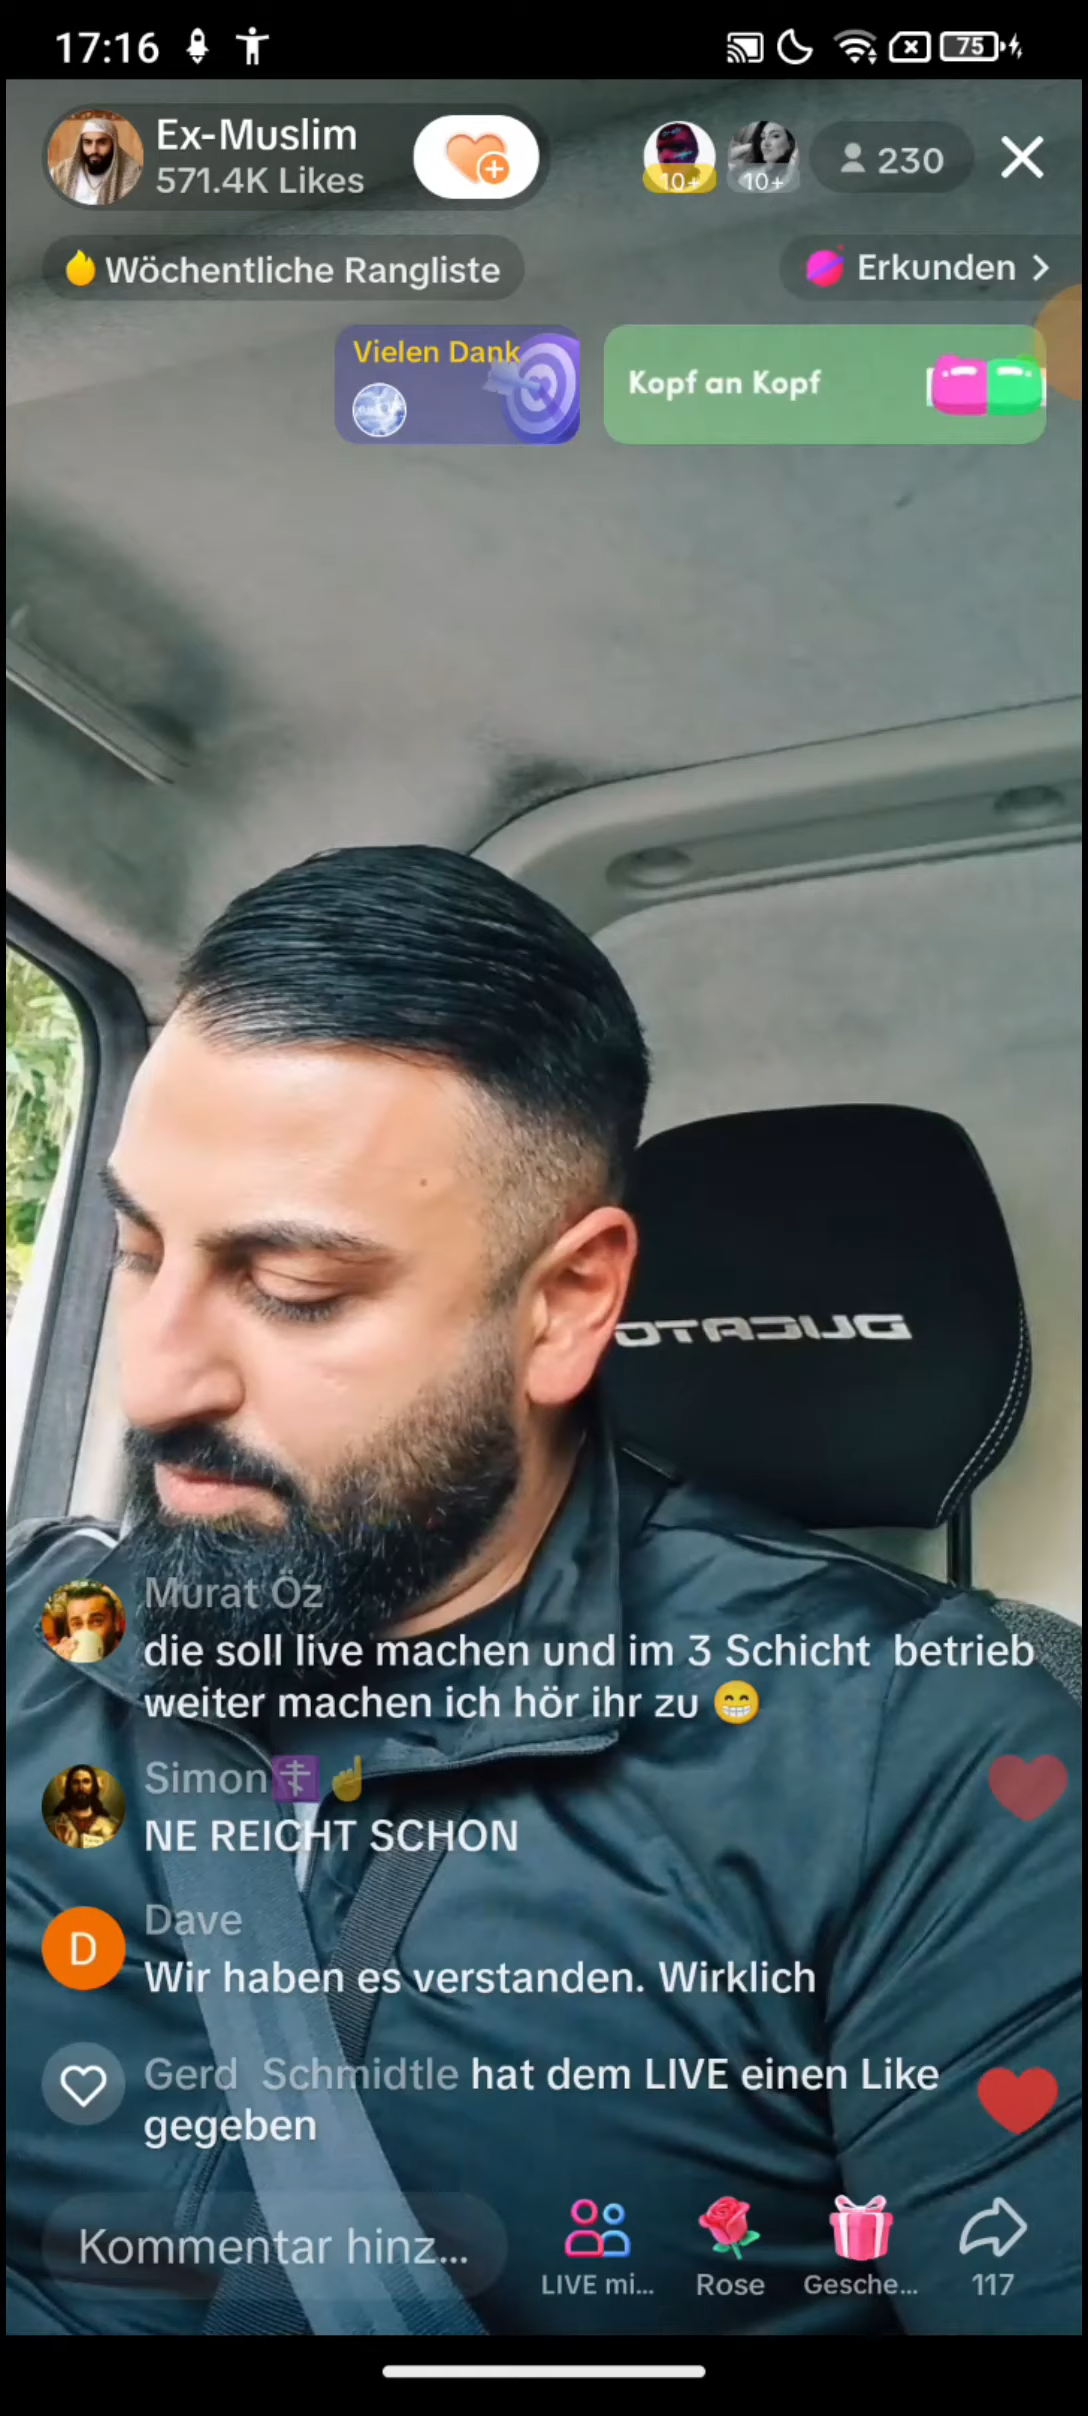 17:16
75
Ex-Muslim
571.4K Likes
10+
10+
230
Wöchentliche Rangliste
Erkunden >
Vielen Dank
Kopf an Kopf
DUCATO
Murat Öz
die soll live machen und im 3 Schicht betrieb
weiter machen ich hör ihr zu 😁
Simon☦️☝️
NE REICHT SCHON
D
Dave
Wir haben es verstanden. Wirklich
Gerd Schmidtle hat dem LIVE einen Like
gegeben
Kommentar hinz...
LIVE mi...
Rose
Gesche...
117